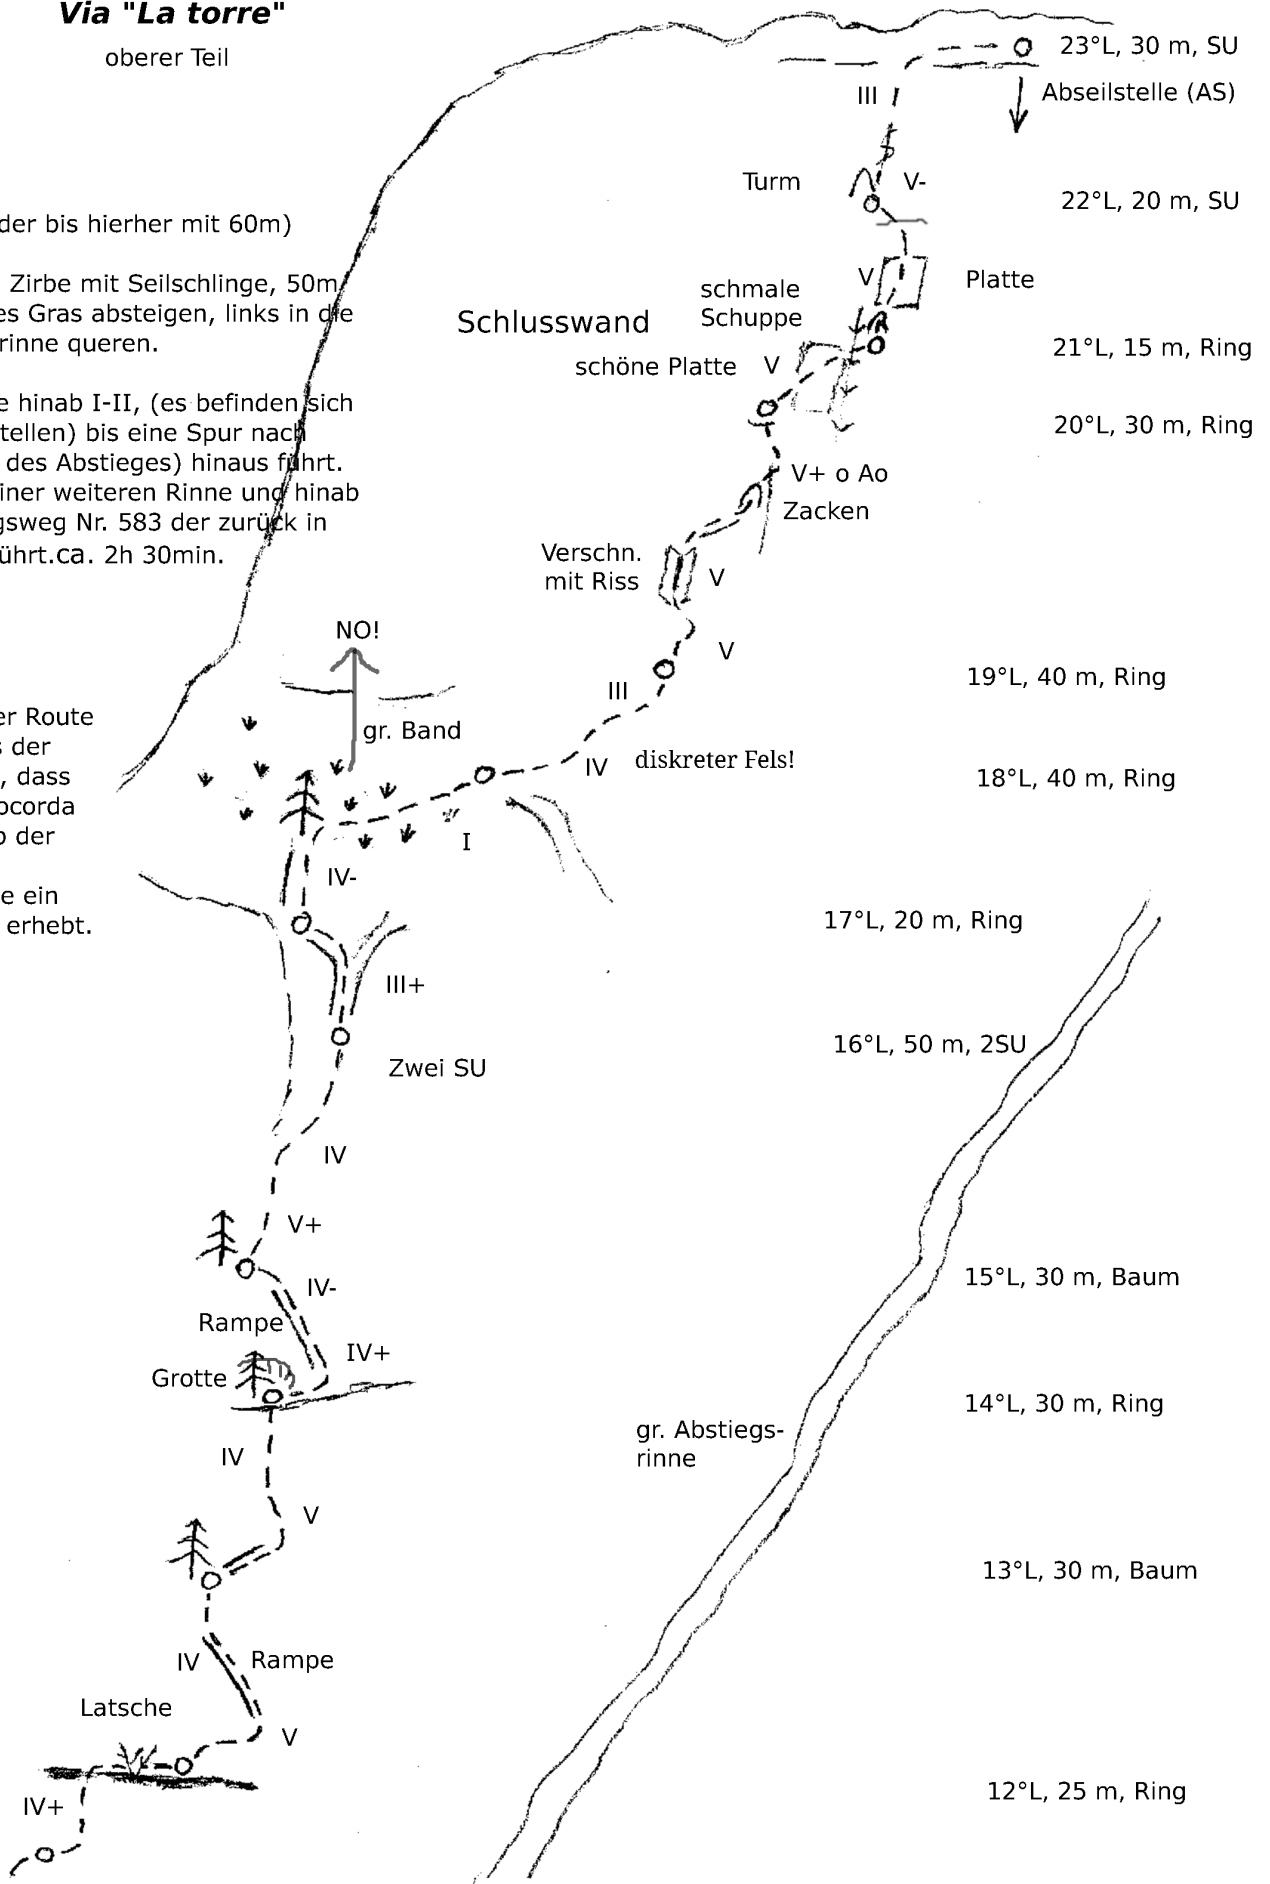 Via "La torre"
oberer Teil
23°L, 30 m, SU
Abseilstelle (AS)
III
Turm
V-
22°L, 20 m, SU
der bis hierher mit 60m)
Zirbe mit Seilschlinge, 50m
es Gras absteigen, links in die
rinne queren.
e hinab I-II, (es befinden sich
tellen) bis eine Spur nach
des Abstieges) hinaus führt.
iner weiteren Rinne und hinab
gsweg Nr. 583 der zurück in
ührt.ca. 2h 30min.
V
Platte
schmale
Schuppe
Schlusswand
21°L, 15 m, Ring
schöne Platte
V
20°L, 30 m, Ring
V+ o Ao
Zacken
Verschn.
mit Riss
V
NO!
V
19°L, 40 m, Ring
III
er Route
s der
, dass
ocorda
o der
e ein
erhebt.
gr. Band
IV
diskreter Fels!
18°L, 40 m, Ring
I
IV-
17°L, 20 m, Ring
III+
16°L, 50 m, 2SU
Zwei SU
IV
V+
15°L, 30 m, Baum
IV-
Rampe
IV+
Grotte
14°L, 30 m, Ring
gr. Abstiegs-
rinne
IV
V
13°L, 30 m, Baum
IV
Rampe
Latsche
V
12°L, 25 m, Ring
IV+